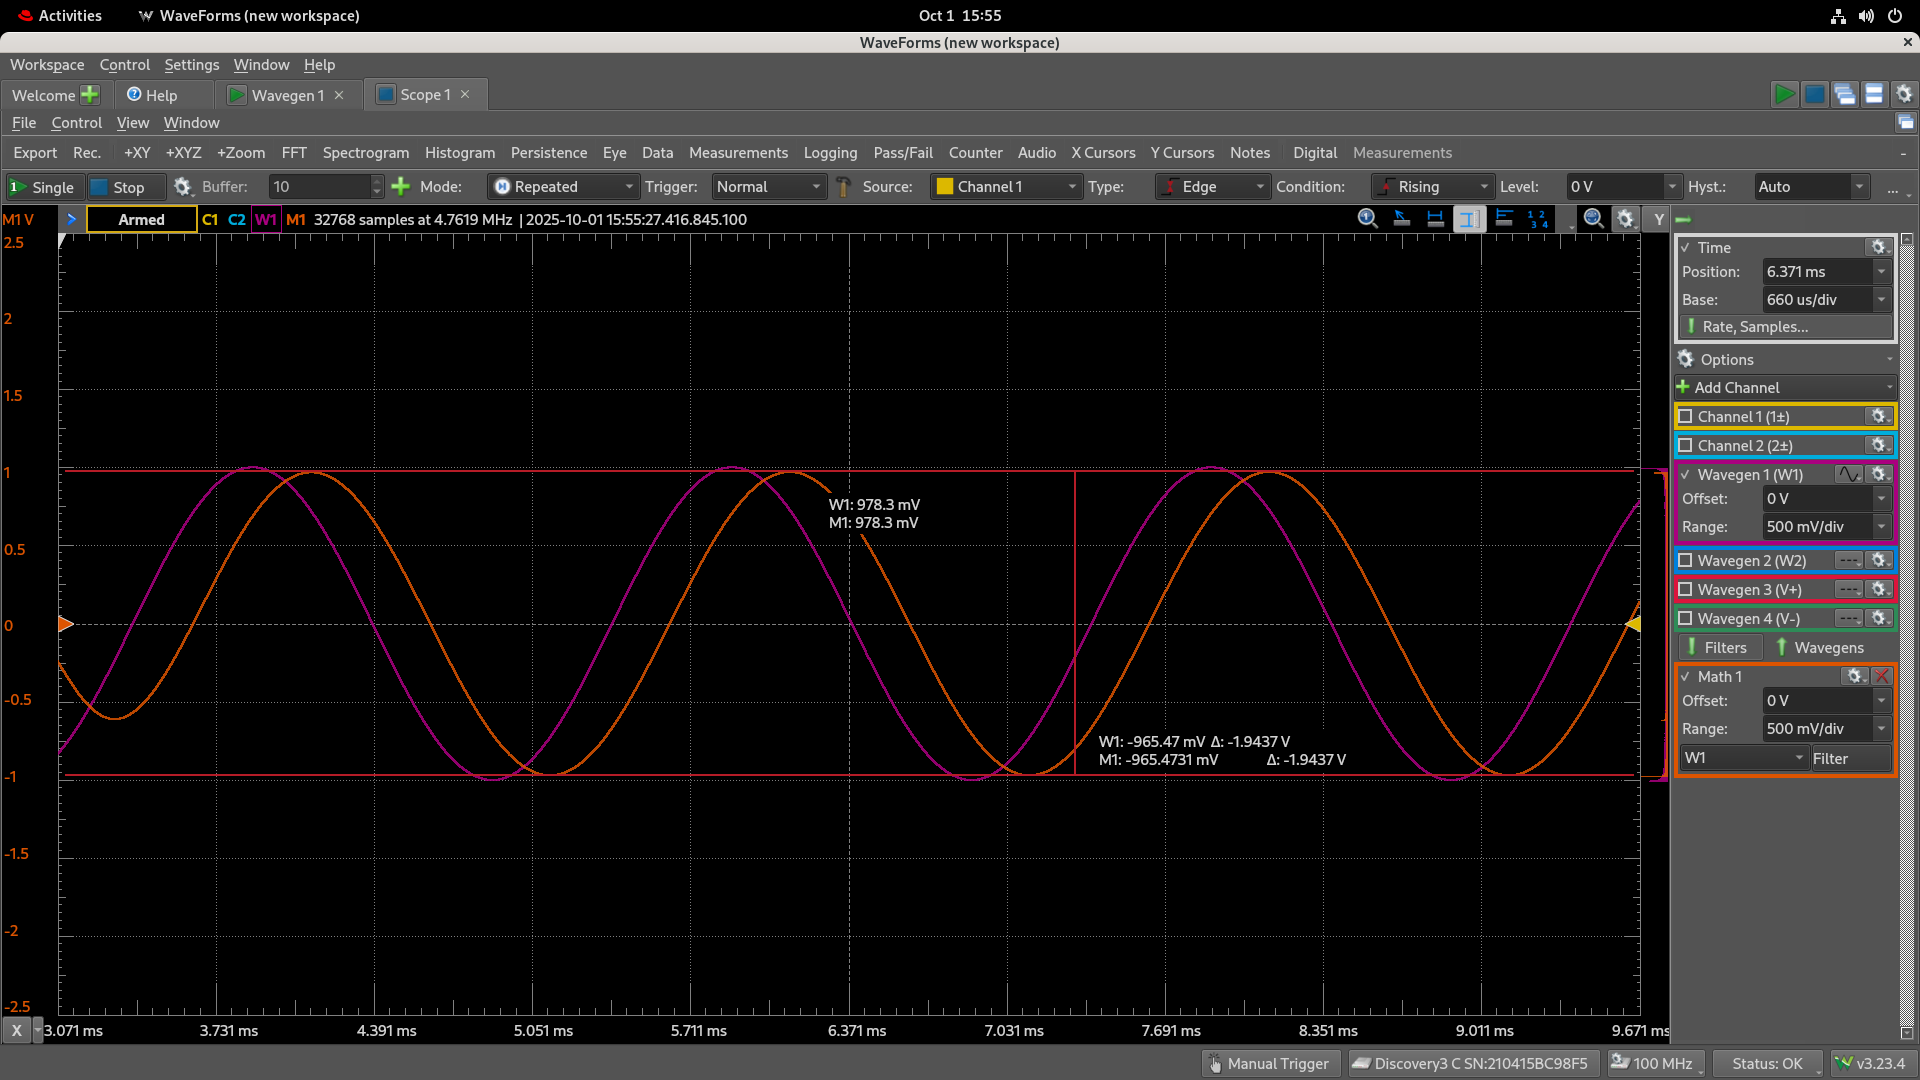 Activities WaveForms (new workspace) Oct 1 15:55
WaveForms (new workspace)
Workspace Control Settings Window Help
Welcome Help Wavegen 1 Scope 1
File Control View Window
Export Rec. +XY +XYZ +Zoom FFT Spectrogram Histogram Persistence Eye Data Measurements Logging Pass/Fail Counter Audio X Cursors Y Cursors Notes Digital Measurements
Single Stop Buffer: 10 Mode: Repeated Trigger: Normal Source: Channel 1 Type: Edge Condition: Rising Level: 0 V Hyst.: Auto ...
M1 V Armed C1 C2 W1 M1 32768 samples at 4.7619 MHz | 2025-10-01 15:55:27.416.845.100 Y
2.5
2
1.5
1
0.5
0
-0.5
-1
-1.5
-2
-2.5
W1: 978.3 mV
M1: 978.3 mV
W1: -965.47 mV Δ: -1.9437 V
M1: -965.4731 mV Δ: -1.9437 V
X 3.071 ms 3.731 ms 4.391 ms 5.051 ms 5.711 ms 6.371 ms 7.031 ms 7.691 ms 8.351 ms 9.011 ms 9.671 ms
Time
Position: 6.371 ms
Base: 660 us/div
Rate, Samples...
Options
Add Channel
Channel 1 (1±)
Channel 2 (2±)
Wavegen 1 (W1)
Offset: 0 V
Range: 500 mV/div
Wavegen 2 (W2) ---
Wavegen 3 (V+) ---
Wavegen 4 (V-) ---
Filters Wavegens
Math 1
Offset: 0 V
Range: 500 mV/div
W1 Filter
Manual Trigger Discovery3 C SN:210415BC98F5 100 MHz Status: OK v3.23.4